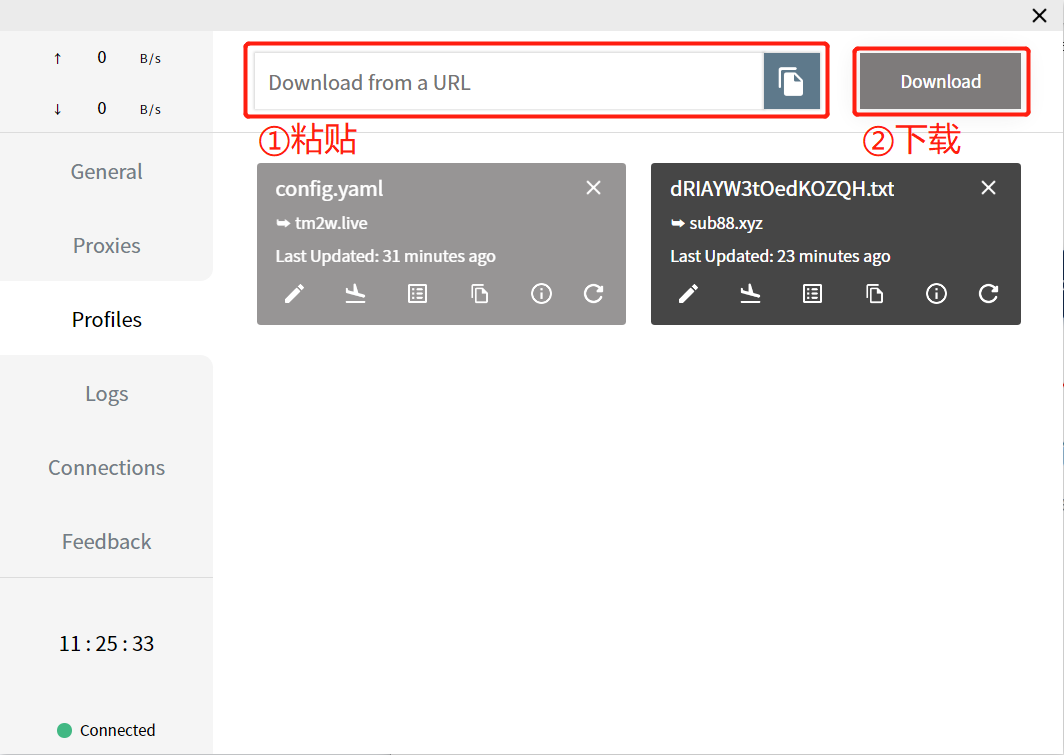 ↑ 0 B/s
↓ 0 B/s
General
Proxies
Profiles
Logs
Connections
Feedback
11 : 25 : 33
Connected
Download from a URL
Download
①粘贴
②下载
config.yaml
tm2w.live
Last Updated: 31 minutes ago
dRIAYW3tOedKOZQH.txt
sub88.xyz
Last Updated: 23 minutes ago